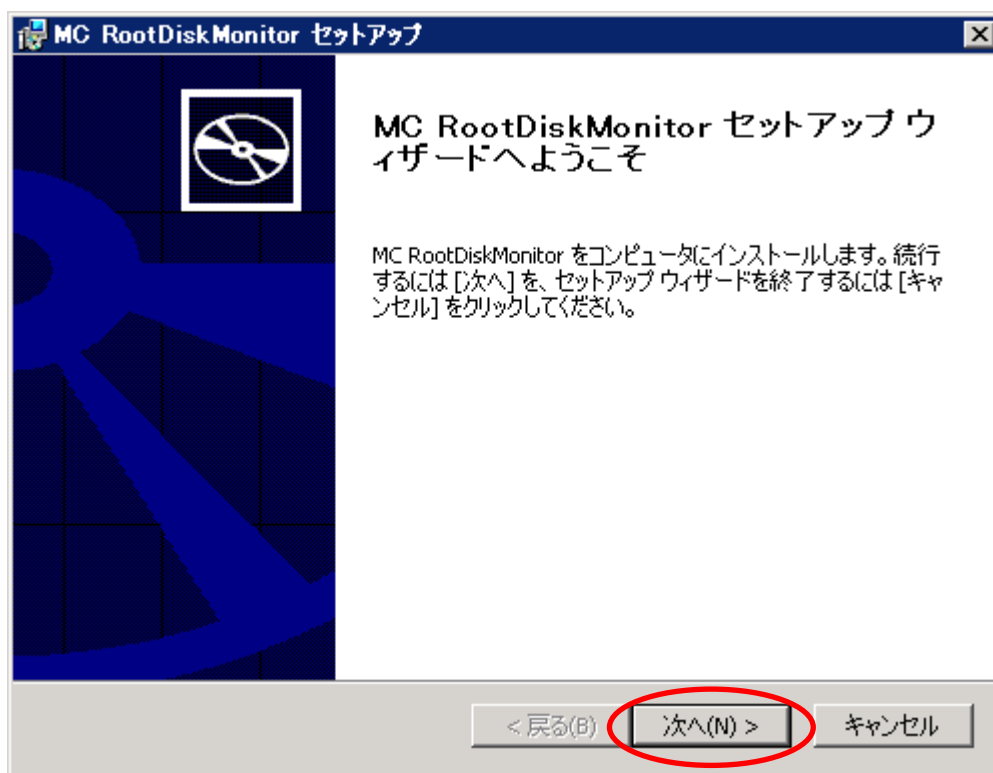 MC RootDiskMonitor セットアップ
MC RootDiskMonitor セットアップ ウ
ィザードへようこそ
MC RootDiskMonitor をコンピュータにインストールします。続行
するには [次へ] を、セットアップ ウィザードを終了するには [キャ
ンセル] をクリックしてください。
< 戻る(B) 次へ(N) > キャンセル